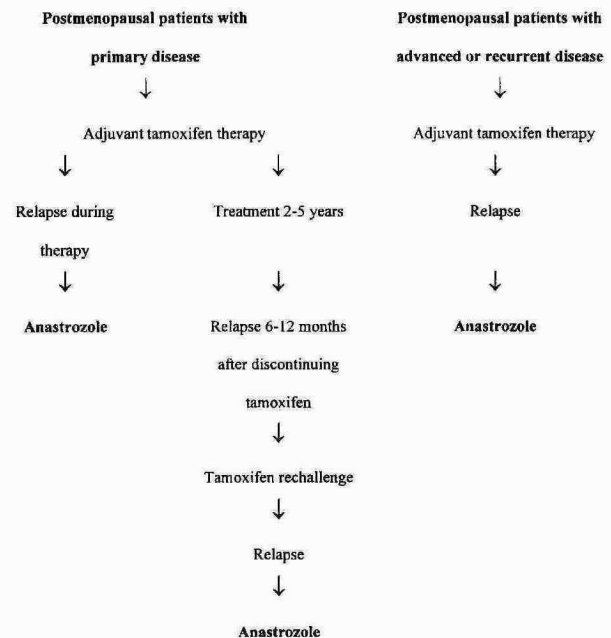 Postmenopausal patients with
primary disease
↓
Adjuvant tamoxifen therapy
↓
Relapse during
therapy
↓
Anastrozole
↓
Treatment 2-5 years
↓
Relapse 6-12 months
after discontinuing
tamoxifen
↓
Tamoxifen rechallenge
↓
Relapse
↓
Anastrozole
Postmenopausal patients with
advanced or recurrent disease
↓
Adjuvant tamoxifen therapy
↓
Relapse
↓
Anastrozole